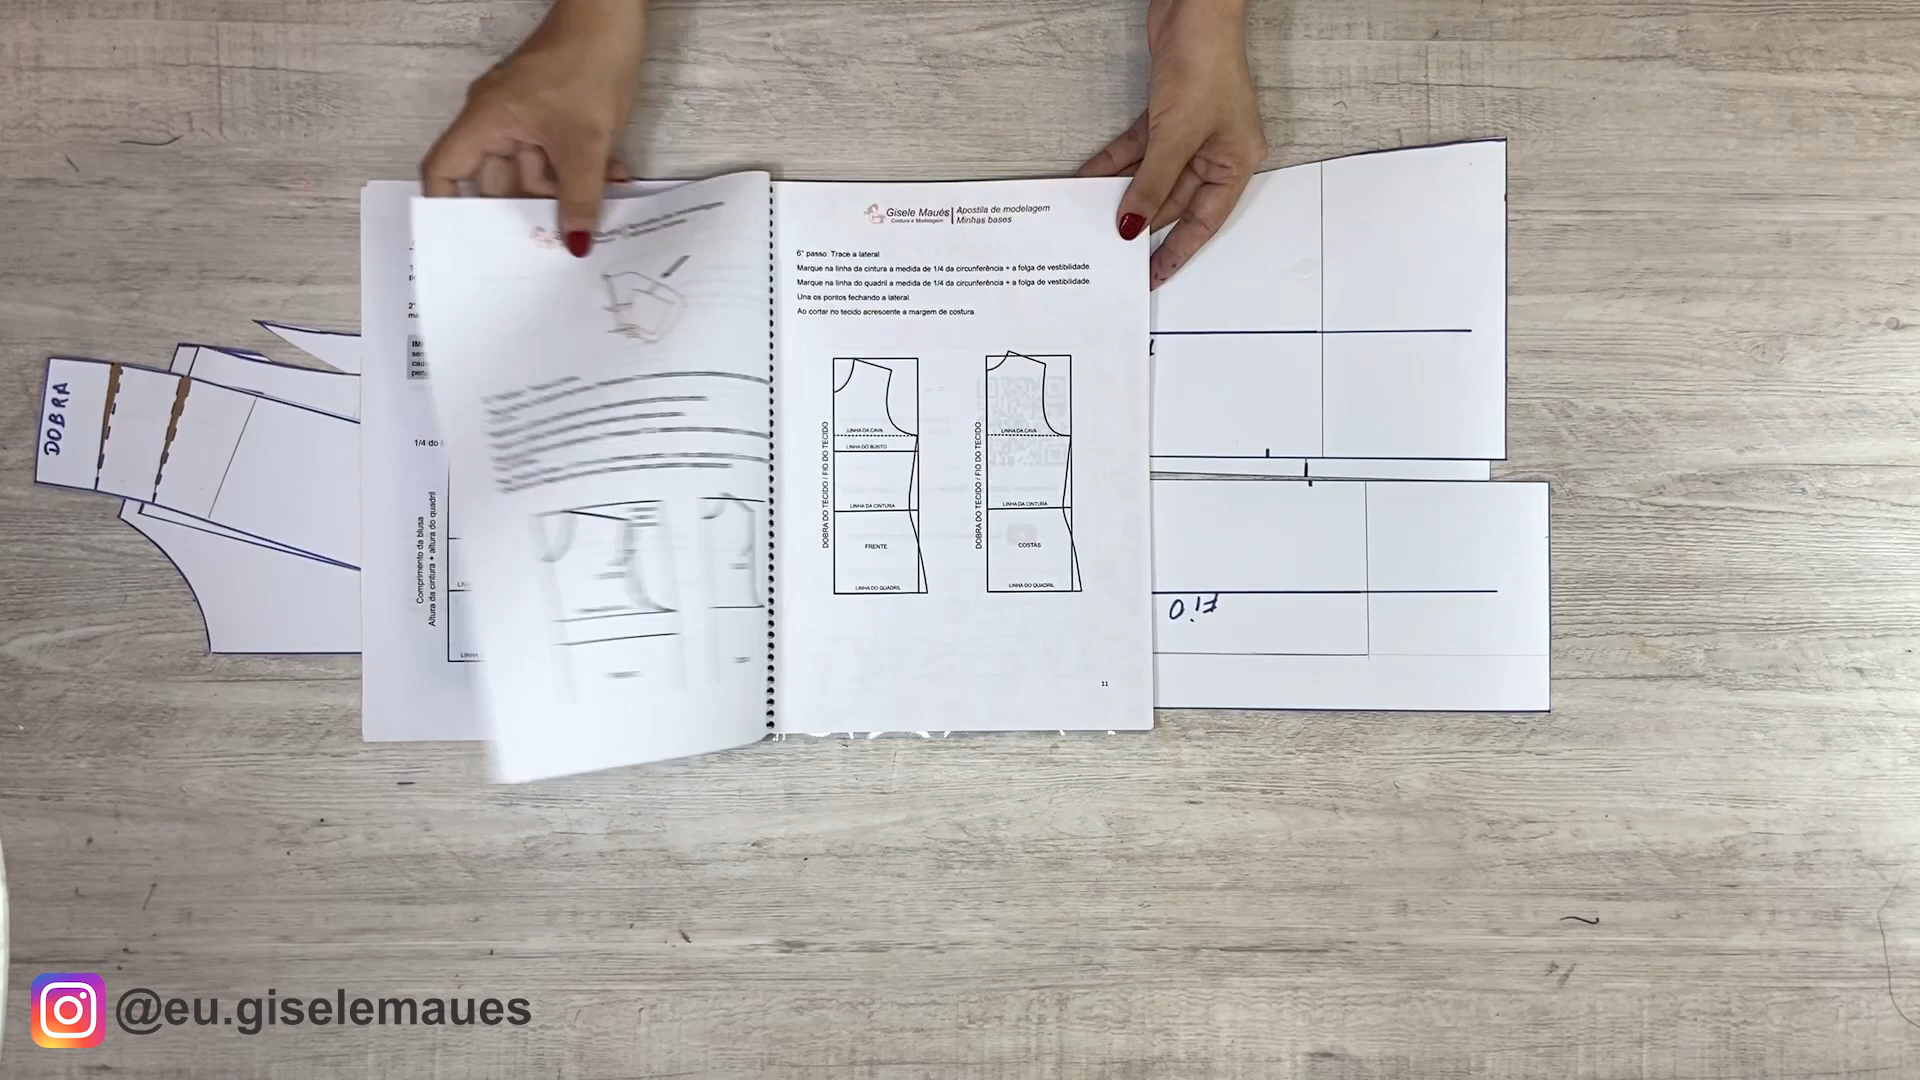 DOBRA
1/4 do
Comprimento da blusa
Altura da cintura + altura do quadril
Gisele Maués
Costura e Modelagem
Apostila de modelagem
Minhas bases
6° passo: Trace a lateral
Marque na linha da cintura a medida de 1/4 da circunferência + a folga de vestibilidade.
Marque na linha do quadril a medida de 1/4 da circunferência + a folga de vestibilidade.
Una os pontos fechando a lateral.
Ao cortar no tecido acrescente a margem de costura.
DOBRA DO TECIDO / FIO DO TECIDO
LINHA DA CAVA
LINHA DO BUSTO
LINHA DA CINTURA
FRENTE
LINHA DO QUADRIL
DOBRA DO TECIDO / FIO DO TECIDO
LINHA DA CAVA
LINHA DA CINTURA
COSTAS
LINHA DO QUADRIL
11
FiO
@eu.giselemaues